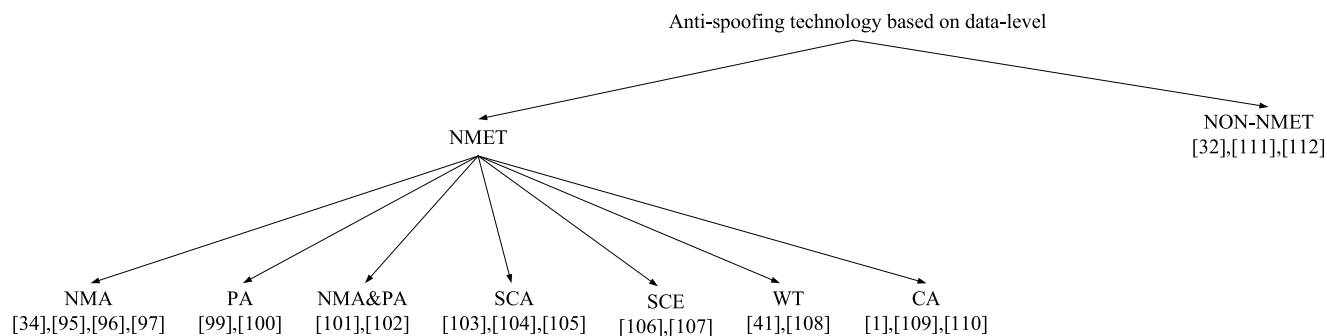 Anti-spoofing technology based on data-level
NMET
NON-NMET
[32],[111],[112]
NMA
[34],[95],[96],[97]
PA
[99],[100]
NMA&PA
[101],[102]
SCA
[103],[104],[105]
SCE
[106],[107]
WT
[41],[108]
CA
[1],[109],[110]